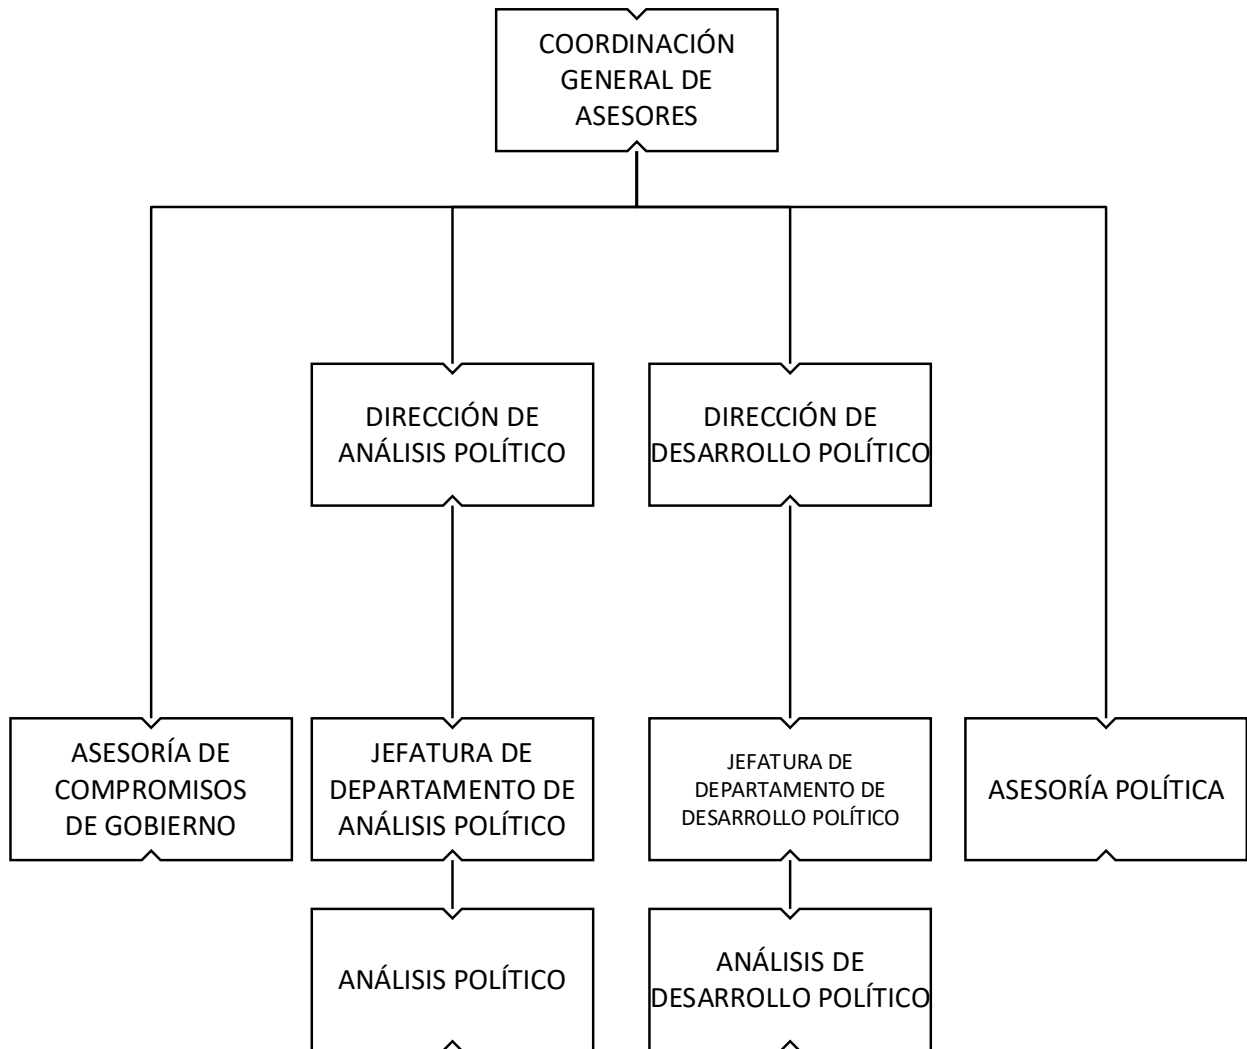 COORDINACIÓN
GENERAL DE
ASESORES
DIRECCIÓN DE
ANÁLISIS POLÍTICO
DIRECCIÓN DE
DESARROLLO POLÍTICO
ASESORÍA DE
COMPROMISOS
DE GOBIERNO
JEFATURA DE
DEPARTAMENTO DE
ANÁLISIS POLÍTICO
JEFATURA DE
DEPARTAMENTO DE
DESARROLLO POLÍTICO
ASESORÍA POLÍTICA
ANÁLISIS POLÍTICO
ANÁLISIS DE
DESARROLLO POLÍTICO